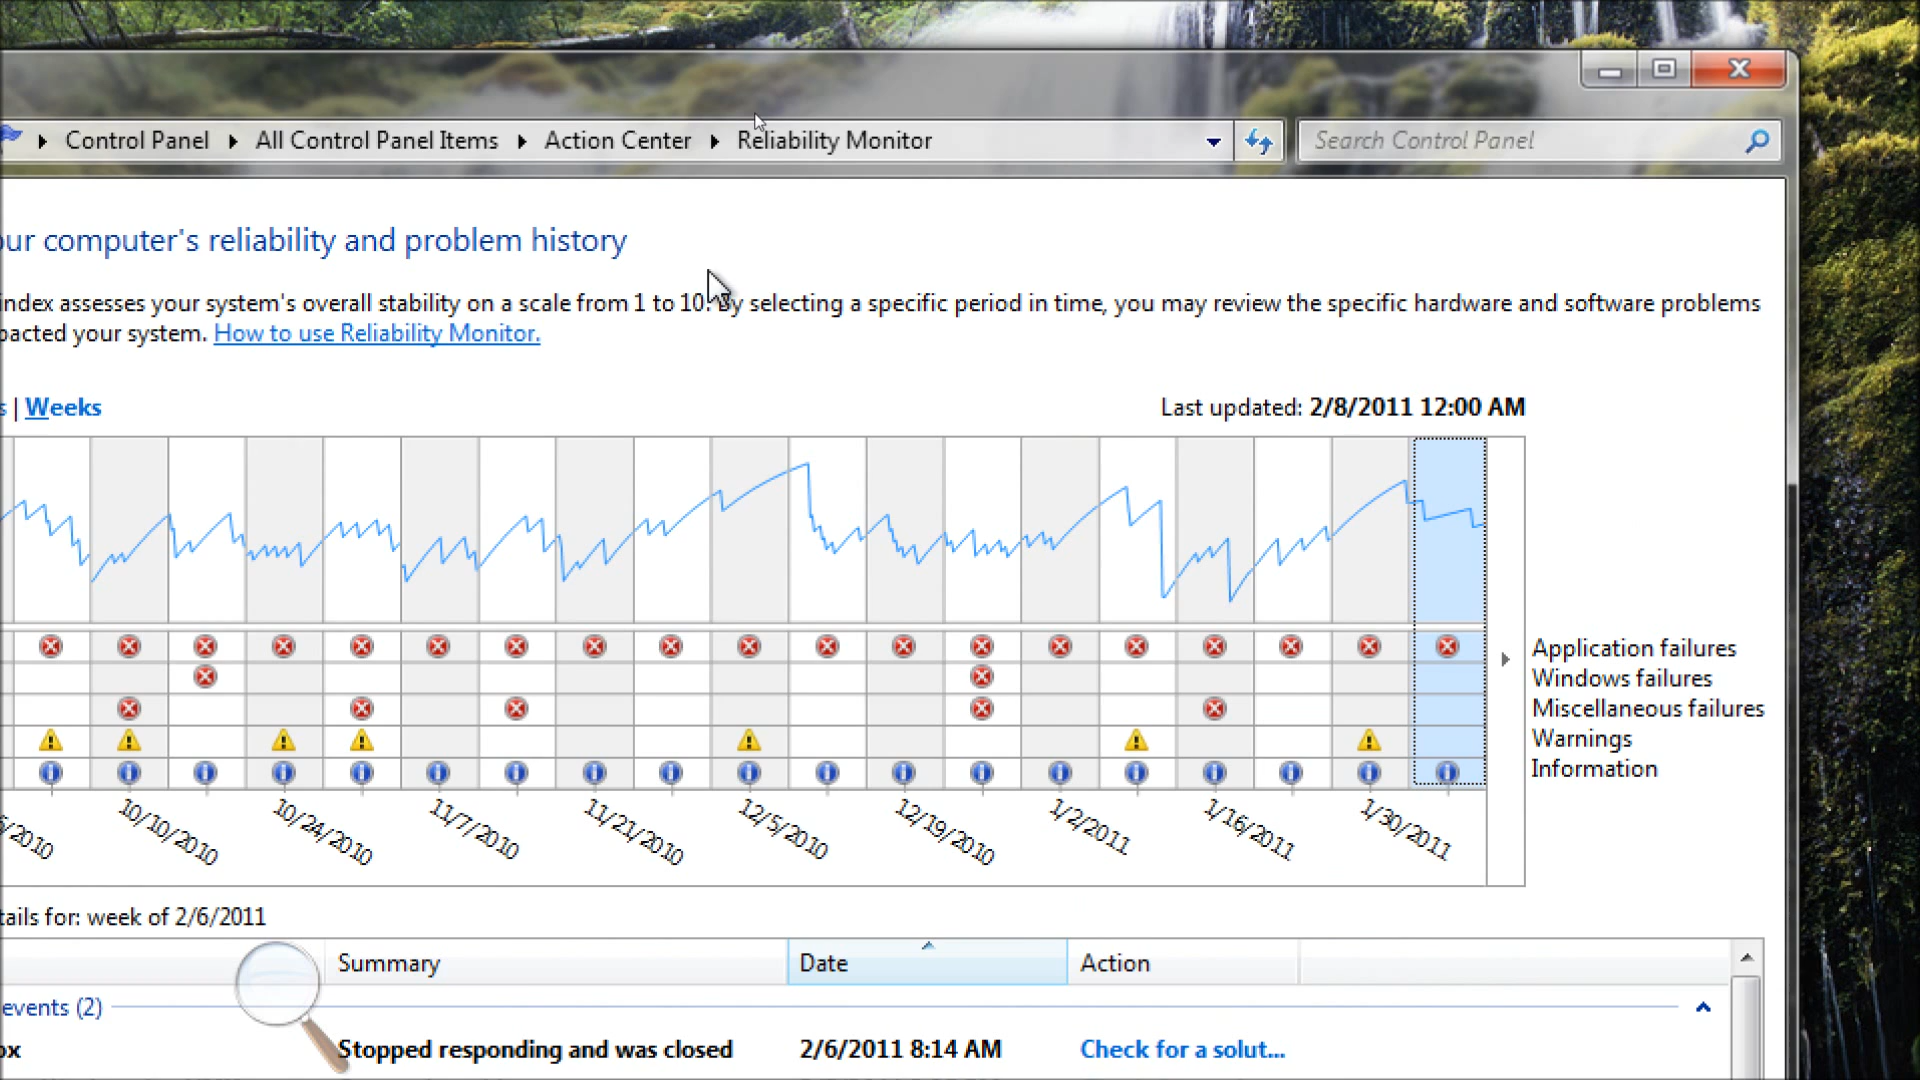 Control Panel All Control Panel Items Action Center Reliability Monitor
Search Control Panel
our computer's reliability and problem history
index assesses your system's overall stability on a scale from 1 to 10. By selecting a specific period in time, you may review the specific hardware and software problems
pacted your system. How to use Reliability Monitor.
s | Weeks
Last updated: 2/8/2011 12:00 AM
Application failures
Windows failures
Miscellaneous failures
Warnings
Information
/2010 10/10/2010 10/24/2010 11/7/2010 11/21/2010 12/5/2010 12/19/2010 1/2/2011 1/16/2011 1/30/2011
tails for: week of 2/6/2011
Summary Date Action
events (2)
ox Stopped responding and was closed 2/6/2011 8:14 AM Check for a solut...